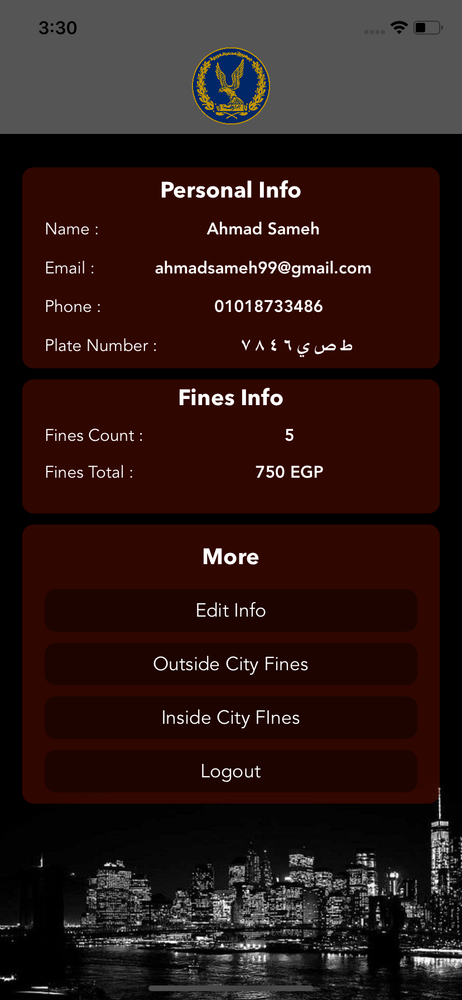 3:30
Personal Info
Name : Ahmad Sameh
Email : ahmadsameh99@gmail.com
Phone : 01018733486
Plate Number : ط ص ي ٦ ٤ ٨ ٧
Fines Info
Fines Count : 5
Fines Total : 750 EGP
More
Edit Info
Outside City Fines
Inside City FInes
Logout